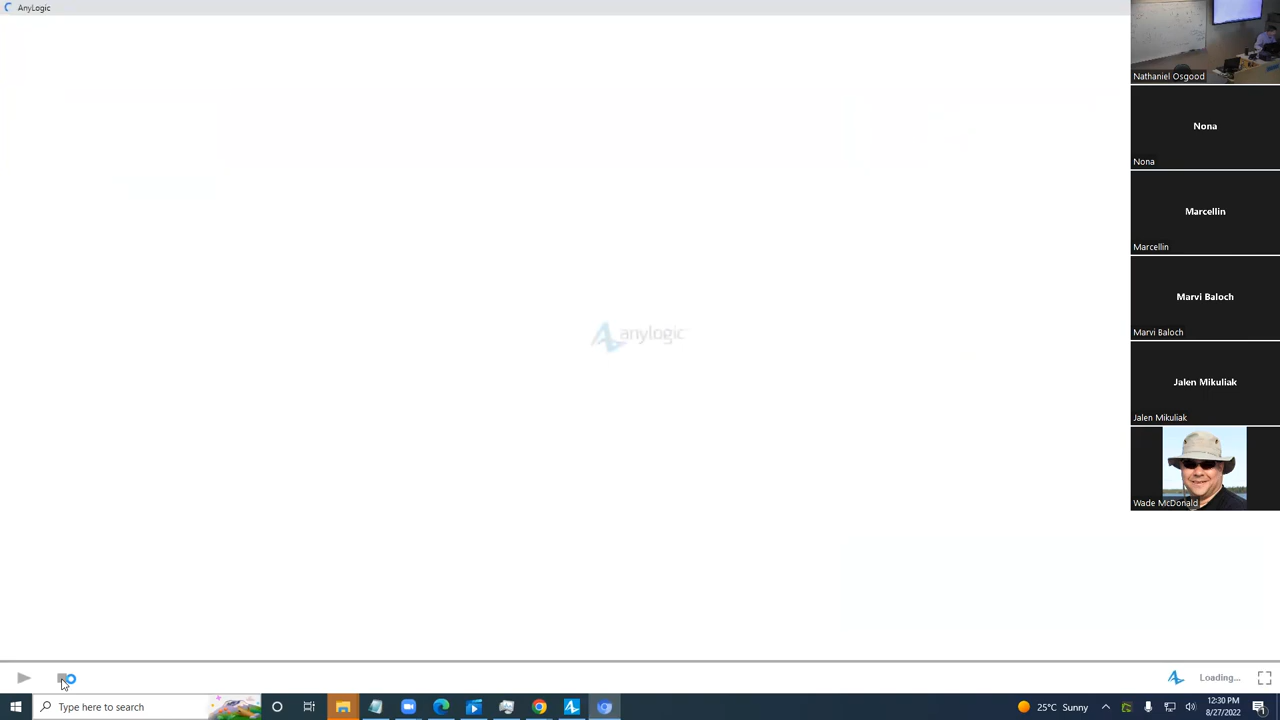 AnyLogic
Nathaniel Osgood
Nona
Nona
Marcellin
Marcellin
Marvi Baloch
Marvi Baloch
Jalen Mikuliak
Jalen Mikuliak
Wade McDonald
anylogic
Loading...
Type here to search
25°C Sunny
12:30 PM
8/27/2022
1